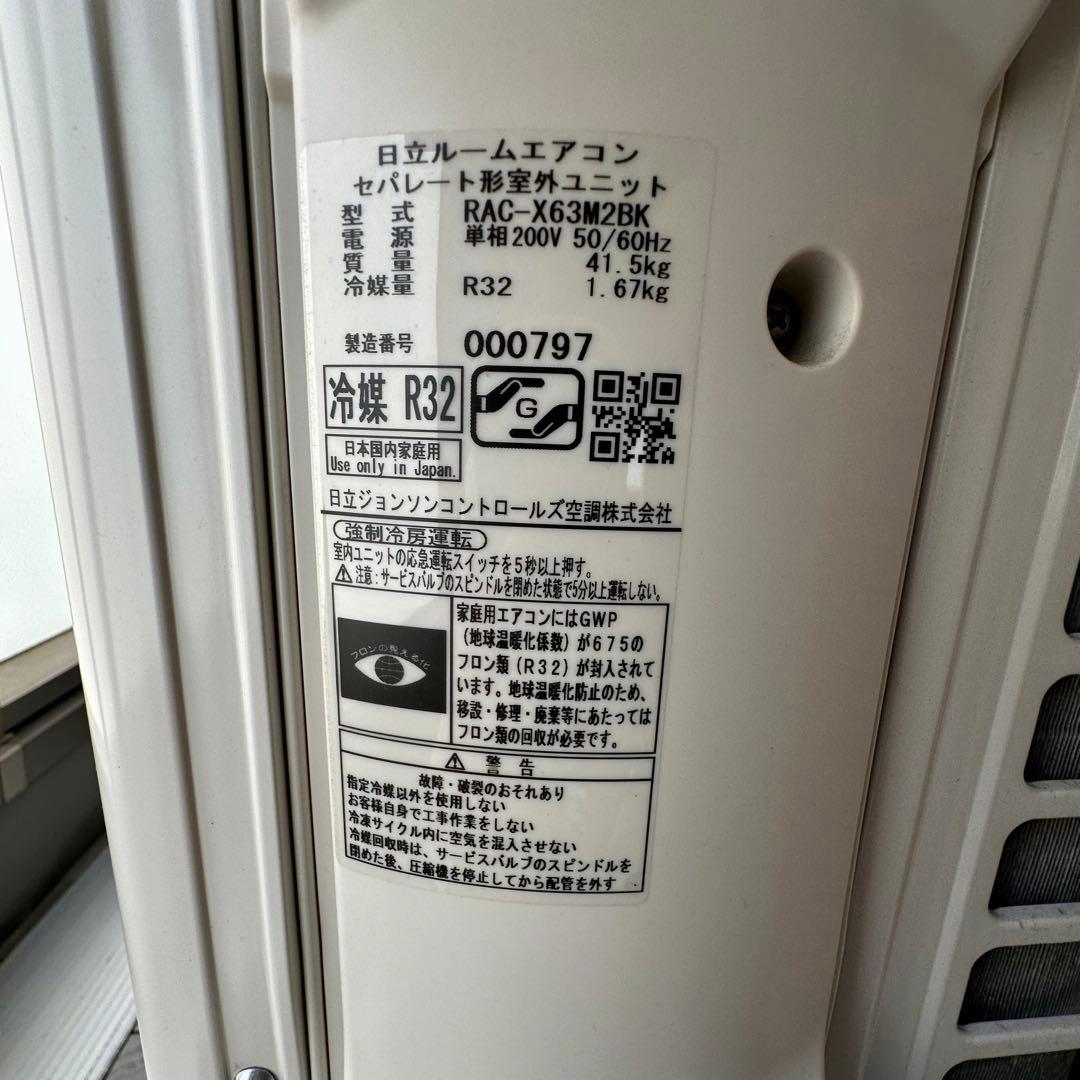 日立ルームエアコン
セパレート形室外ユニット
型 式 RAC-X63M2BK
電 源 単相200V 50/60Hz
質 量 41.5kg
冷媒量 R32 1.67kg
製造番号 000797
冷媒 R32
G
A
日本国内家庭用
Use only in Japan.
日立ジョンソンコントロールズ空調株式会社
強制冷房運転
室内ユニットの応急運転スイッチを5秒以上押す。
⚠注意:サービスバルブのスピンドルを閉めた状態で5分以上運転しない。
フロンの見える化
家庭用エアコンにはGWP
(地球温暖化係数)が675の
フロン類(R32)が封入されて
います。地球温暖化防止のため、
移設・修理・廃棄等にあたっては
フロン類の回収が必要です。
⚠ 警 告
故障・破裂のおそれあり
指定冷媒以外を使用しない
お客様自身で工事作業をしない
冷凍サイクル内に空気を混入させない
冷媒回収時は、サービスバルブのスピンドルを
閉めた後、圧縮機を停止してから配管を外す